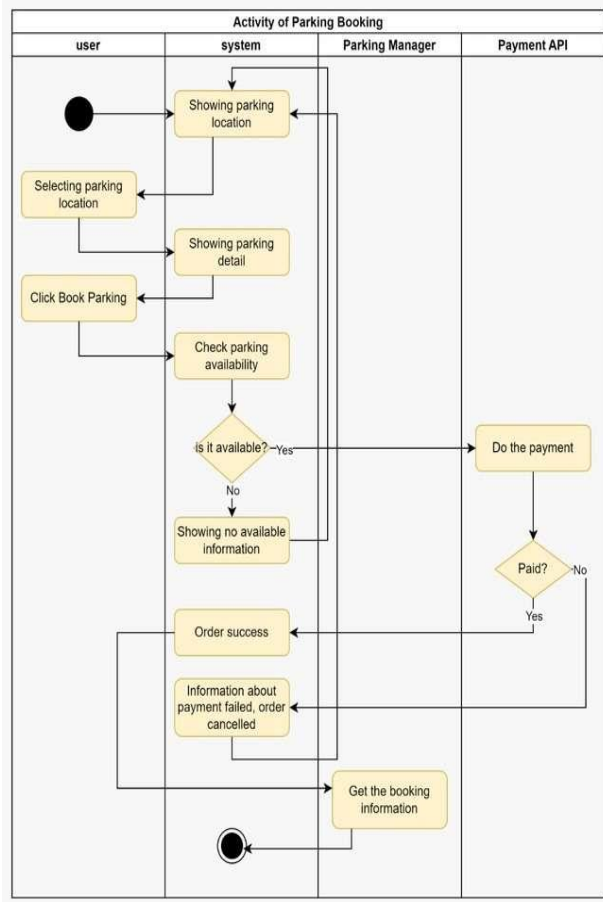 Activity of Parking Booking
user
system
Parking Manager
Payment API
Showing parking
location
Selecting parking
location
Showing parking
detail
Click Book Parking
Check parking
availability
is it available?
Yes
Do the payment
No
Showing no available
information
Paid?
No
Yes
Order success
Information about
payment failed, order
cancelled
Get the booking
information